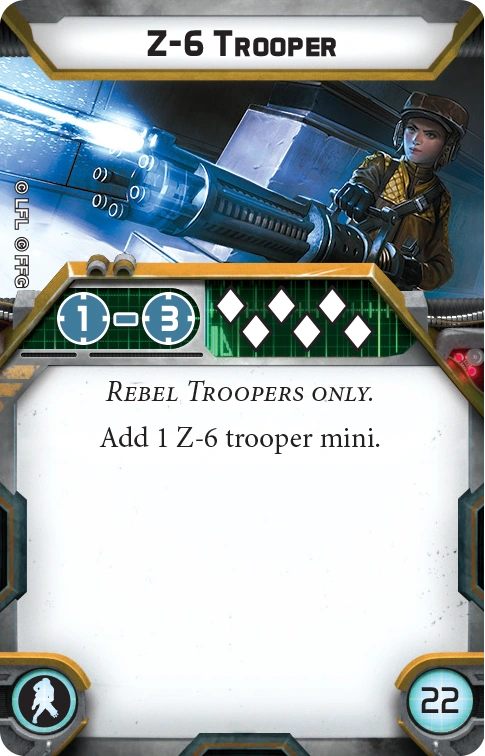 Z-6 Trooper
© LFL © FFG
1 - 3
Rebel Troopers only.
Add 1 Z-6 trooper mini.
22